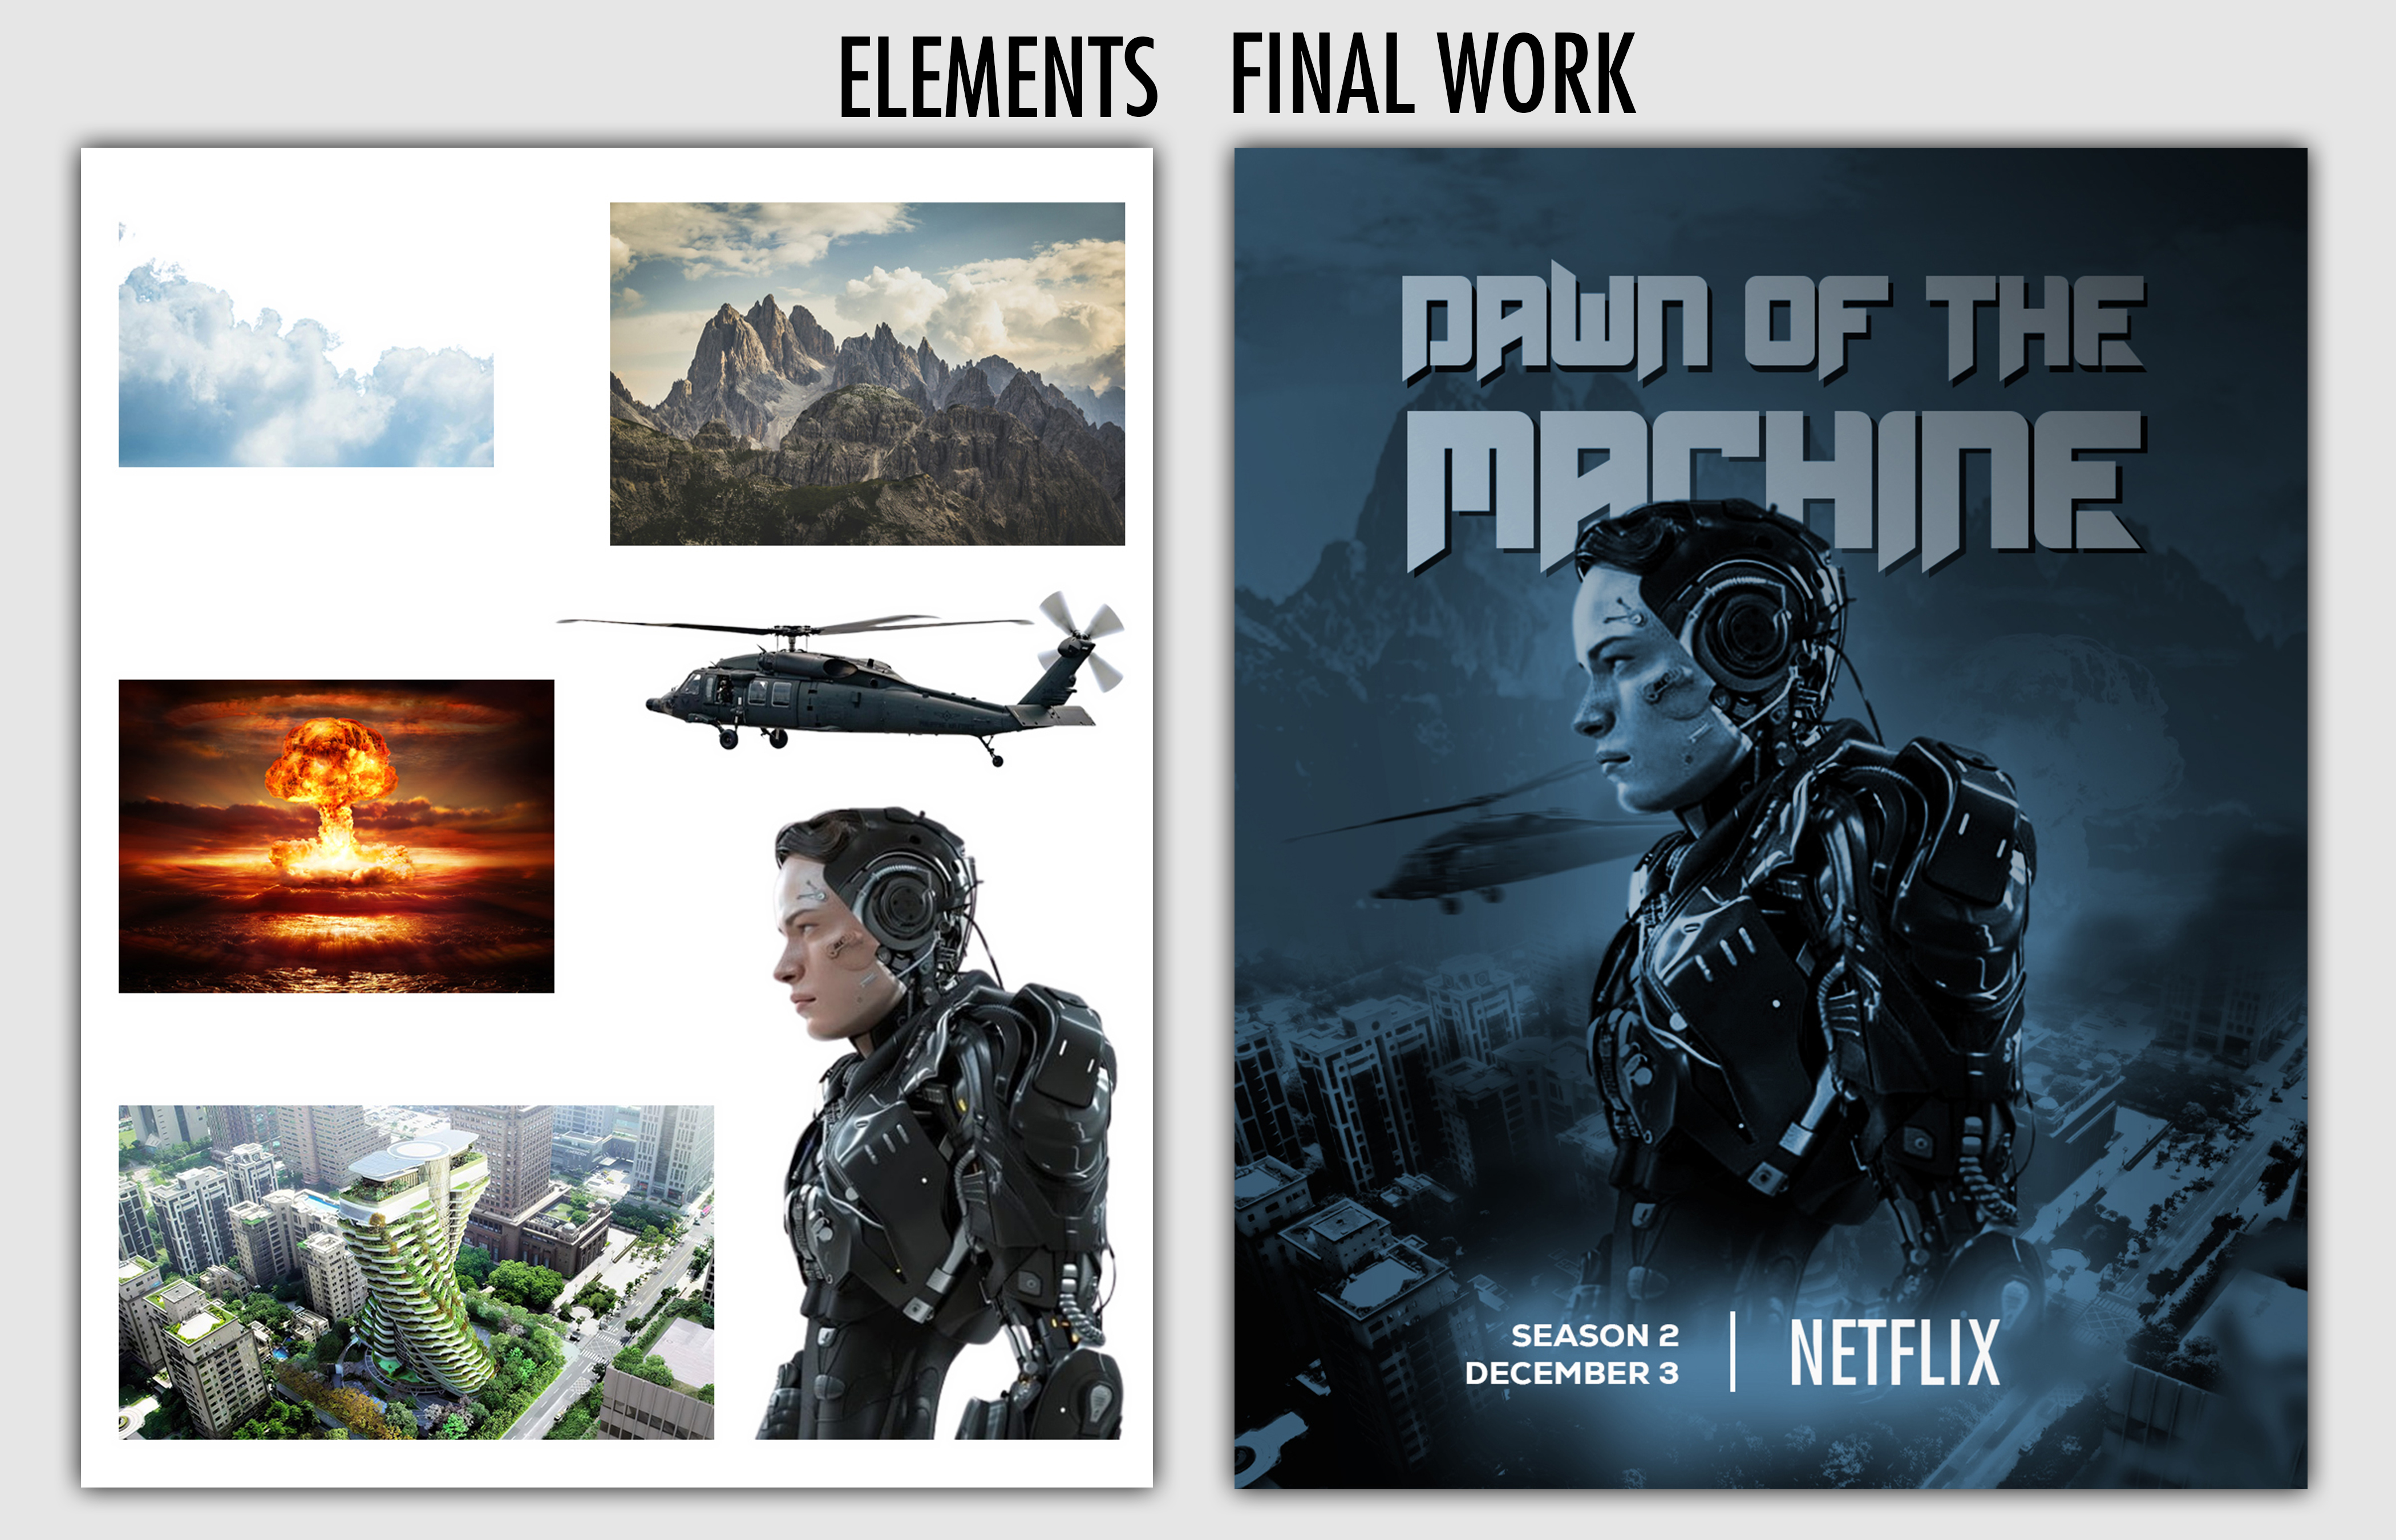 ELEMENTS
FINAL WORK
DAWN OF THE
MACHINE
SEASON 2
DECEMBER 3
NETFLIX